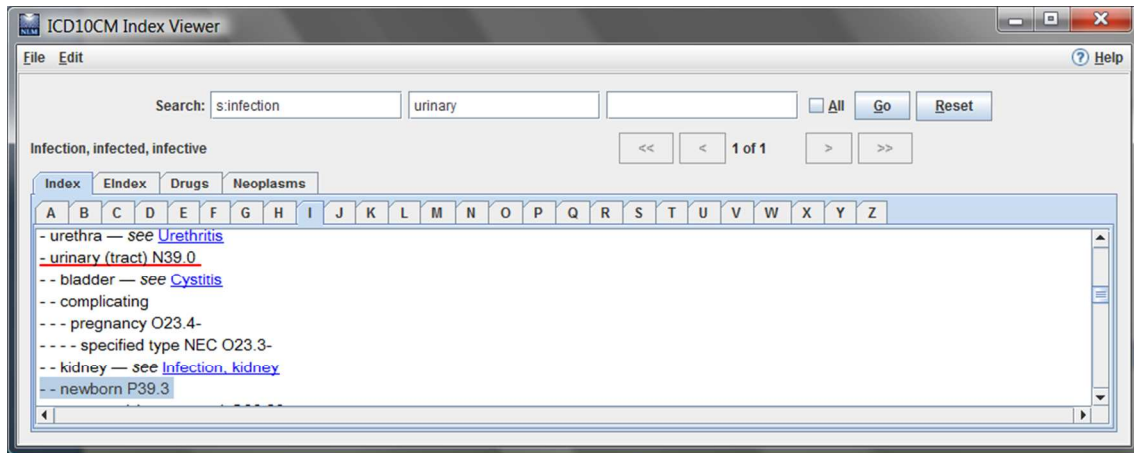 NLM ICD10CM Index Viewer
File Edit Help
Search: s:infection urinary All Go Reset
Infection, infected, infective << < 1 of 1 > >>
Index EIndex Drugs Neoplasms
A B C D E F G H I J K L M N O P Q R S T U V W X Y Z
- urethra — see Urethritis
- urinary (tract) N39.0
- - bladder — see Cystitis
- - complicating
- - - pregnancy O23.4-
- - - - specified type NEC O23.3-
- - kidney — see Infection, kidney
- - newborn P39.3